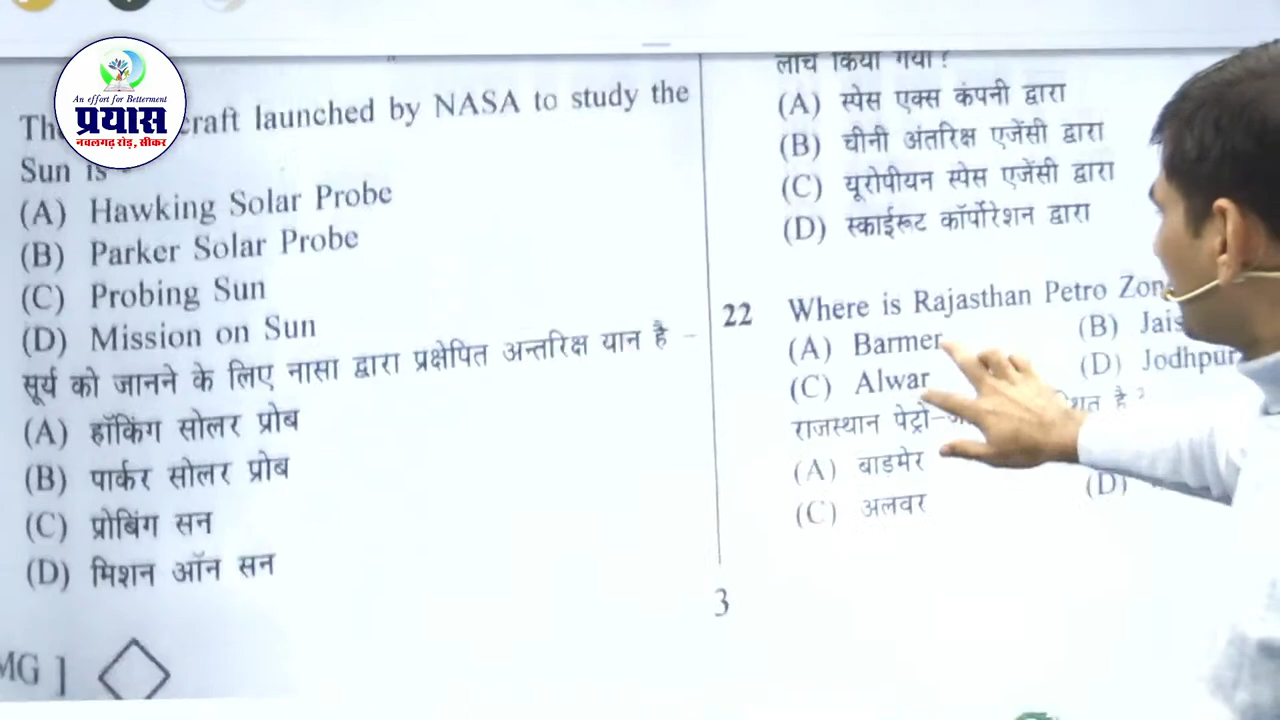 An effort for Betterment
प्रयास
नवलगढ़ रोड़, सीकर
craft launched by NASA to study the
Sun is -
(A) Hawking Solar Probe
(B) Parker Solar Probe
(C) Probing Sun
(D) Mission on Sun
सूर्य को जानने के लिए नासा द्वारा प्रक्षेपित अन्तरिक्ष यान है -
(A) हॉकिंग सोलर प्रोब
(B) पार्कर सोलर प्रोब
(C) प्रोबिंग सन
(D) मिशन ऑन सन
MG ]
लांच किया गया ?
(A) स्पेस एक्स कंपनी द्वारा
(B) चीनी अंतरिक्ष एजेंसी द्वारा
(C) यूरोपीयन स्पेस एजेंसी द्वारा
(D) स्काईरूट कॉर्पोरेशन द्वारा
22 Where is Rajasthan Petro
(A) Barmer (B)
(C) Alwar (D) Jodhpur
राजस्थान पेट्रो- है ?
(A) बाड़मेर
(C) अलवर (D)
3